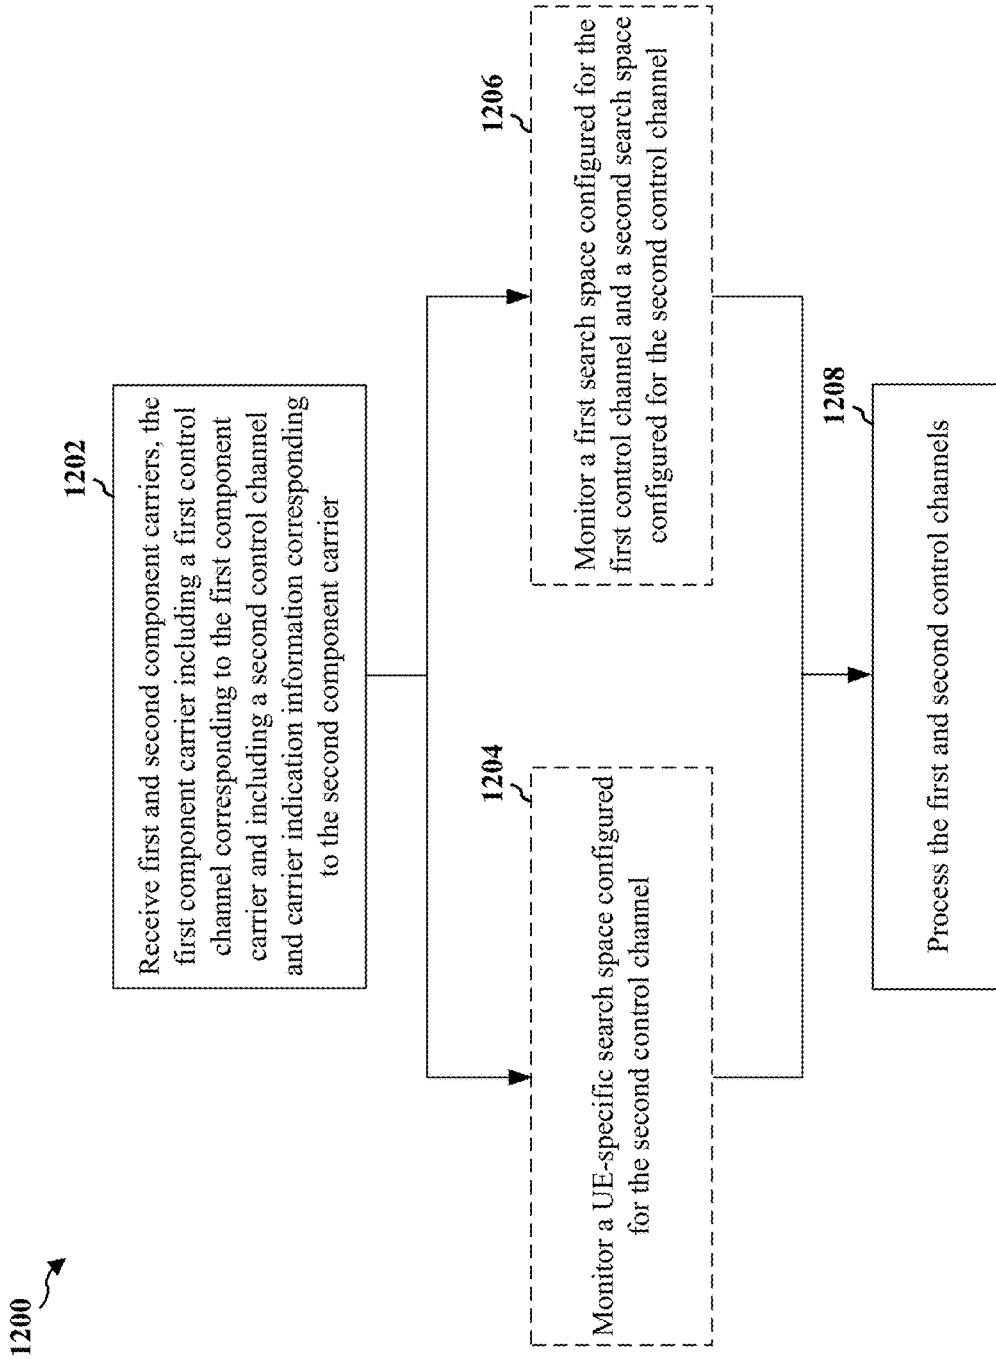 1200
1202
Receive first and second component carriers, the
first component carrier including a first control
channel corresponding to the first component
carrier and including a second control channel
and carrier indication information corresponding
to the second component carrier
1204
Monitor a UE-specific search space configured
for the second control channel
1206
Monitor a first search space configured for the
first control channel and a second search space
configured for the second control channel
1208
Process the first and second control channels